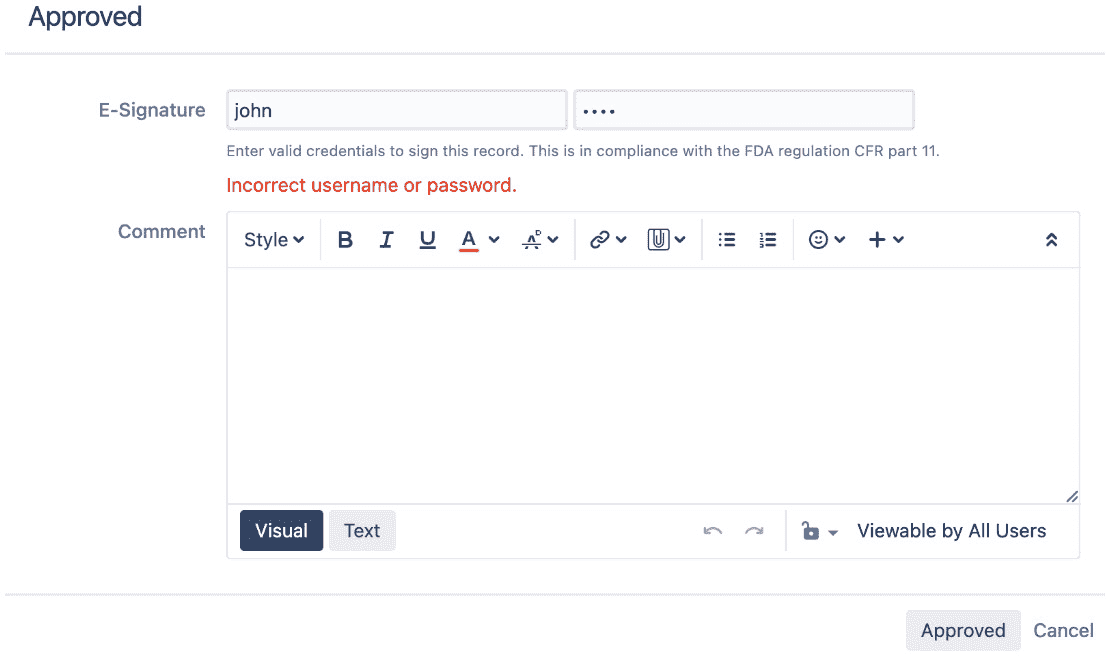 Approved
E-Signature john ••••
Enter valid credentials to sign this record. This is in compliance with the FDA regulation CFR part 11.
Incorrect username or password.
Comment
Style B I U A
Visual Text Viewable by All Users
Approved Cancel